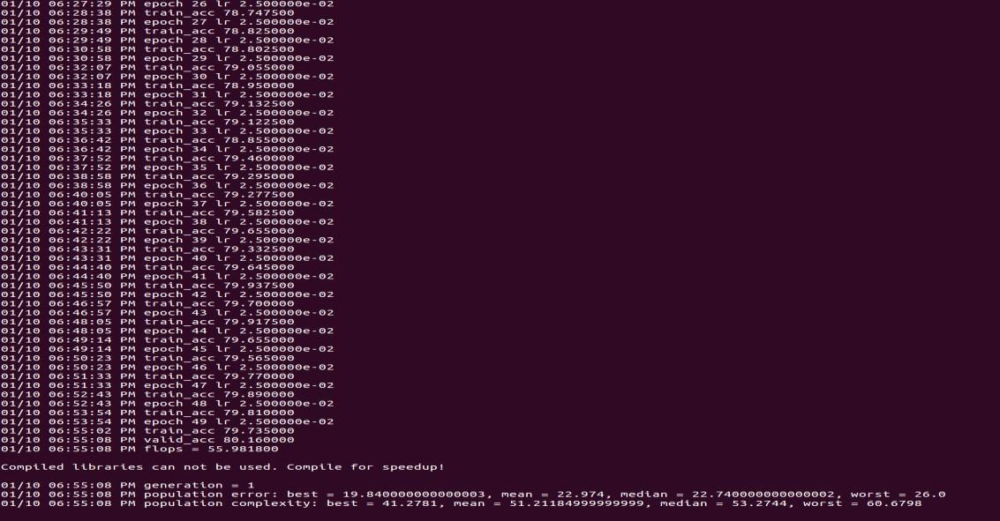 01/10 06:27:29 PM epoch 26 lr 2.500000e-02
01/10 06:28:38 PM train_acc 78.747500
01/10 06:28:38 PM epoch 27 lr 2.500000e-02
01/10 06:29:49 PM train_acc 78.825000
01/10 06:29:49 PM epoch 28 lr 2.500000e-02
01/10 06:30:58 PM train_acc 78.802500
01/10 06:30:58 PM epoch 29 lr 2.500000e-02
01/10 06:32:07 PM train_acc 79.055000
01/10 06:32:07 PM epoch 30 lr 2.500000e-02
01/10 06:33:18 PM train_acc 78.950000
01/10 06:33:18 PM epoch 31 lr 2.500000e-02
01/10 06:34:26 PM train_acc 79.132500
01/10 06:34:26 PM epoch 32 lr 2.500000e-02
01/10 06:35:33 PM train_acc 79.122500
01/10 06:35:33 PM epoch 33 lr 2.500000e-02
01/10 06:36:42 PM train_acc 78.855000
01/10 06:36:42 PM epoch 34 lr 2.500000e-02
01/10 06:37:52 PM train_acc 79.460000
01/10 06:37:52 PM epoch 35 lr 2.500000e-02
01/10 06:38:58 PM train_acc 79.295000
01/10 06:38:58 PM epoch 36 lr 2.500000e-02
01/10 06:40:05 PM train_acc 79.277500
01/10 06:40:05 PM epoch 37 lr 2.500000e-02
01/10 06:41:13 PM train_acc 79.582500
01/10 06:41:13 PM epoch 38 lr 2.500000e-02
01/10 06:42:22 PM train_acc 79.655000
01/10 06:42:22 PM epoch 39 lr 2.500000e-02
01/10 06:43:31 PM train_acc 79.332500
01/10 06:43:31 PM epoch 40 lr 2.500000e-02
01/10 06:44:40 PM train_acc 79.645000
01/10 06:44:40 PM epoch 41 lr 2.500000e-02
01/10 06:45:50 PM train_acc 79.937500
01/10 06:45:50 PM epoch 42 lr 2.500000e-02
01/10 06:46:57 PM train_acc 79.700000
01/10 06:46:57 PM epoch 43 lr 2.500000e-02
01/10 06:48:05 PM train_acc 79.917500
01/10 06:48:05 PM epoch 44 lr 2.500000e-02
01/10 06:49:14 PM train_acc 79.655000
01/10 06:49:14 PM epoch 45 lr 2.500000e-02
01/10 06:50:23 PM train_acc 79.565000
01/10 06:50:23 PM epoch 46 lr 2.500000e-02
01/10 06:51:33 PM train_acc 79.770000
01/10 06:51:33 PM epoch 47 lr 2.500000e-02
01/10 06:52:43 PM train_acc 79.890000
01/10 06:52:43 PM epoch 48 lr 2.500000e-02
01/10 06:53:54 PM train_acc 79.810000
01/10 06:53:54 PM epoch 49 lr 2.500000e-02
01/10 06:55:02 PM train_acc 79.735000
01/10 06:55:08 PM valid_acc 80.160000
01/10 06:55:08 PM flops = 55.981800
Compiled libraries can not be used. Compile for speedup!
01/10 06:55:08 PM generation = 1
01/10 06:55:08 PM population error: best = 19.840000000000003, mean = 22.974, median = 22.740000000000002, worst = 26.0
01/10 06:55:08 PM population complexity: best = 41.2781, mean = 51.21184999999999, median = 53.2744, worst = 60.6798